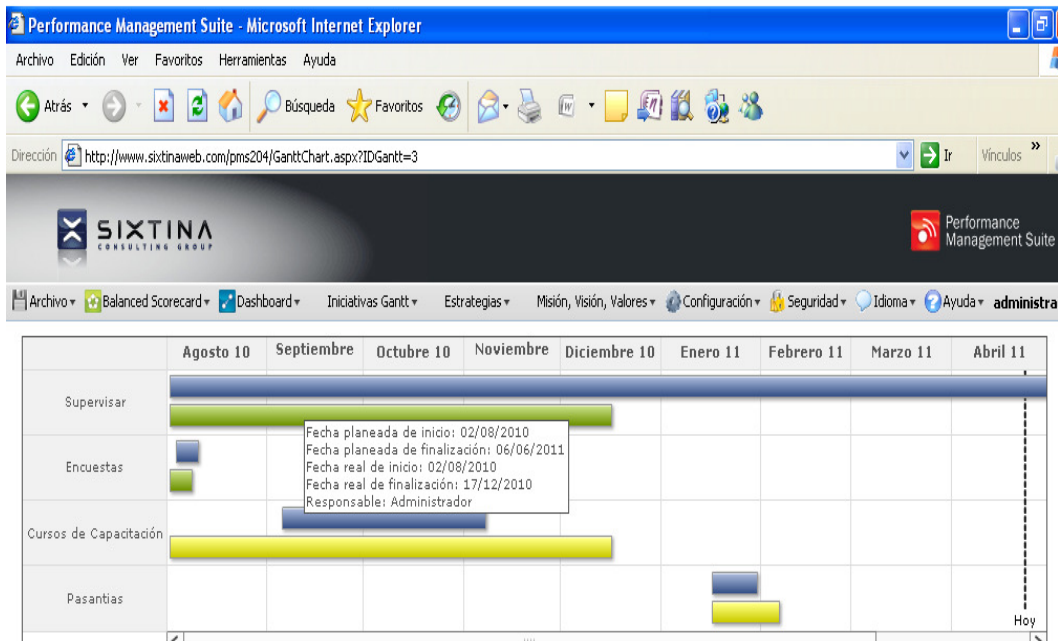 Performance Management Suite - Microsoft Internet Explorer
Archivo Edición Ver Favoritos Herramientas Ayuda
Atrás Búsqueda Favoritos
Dirección http://www.sixtinaweb.com/pms204/GanttChart.aspx?IDGantt=3 Ir Vínculos »
SIXTINA
CONSULTING GROUP
Performance
Management Suite
Archivo Balanced Scorecard Dashboard Iniciativas Gantt Estrategias Misión, Visión, Valores Configuración Seguridad Idioma Ayuda administra
Agosto 10 Septiembre Octubre 10 Noviembre Diciembre 10 Enero 11 Febrero 11 Marzo 11 Abril 11
Supervisar
Fecha planeada de inicio: 02/08/2010
Fecha planeada de finalización: 06/06/2011
Fecha real de inicio: 02/08/2010
Fecha real de finalización: 17/12/2010
Responsable: Administrador
Encuestas
Cursos de Capacitación
Pasantias
Hoy